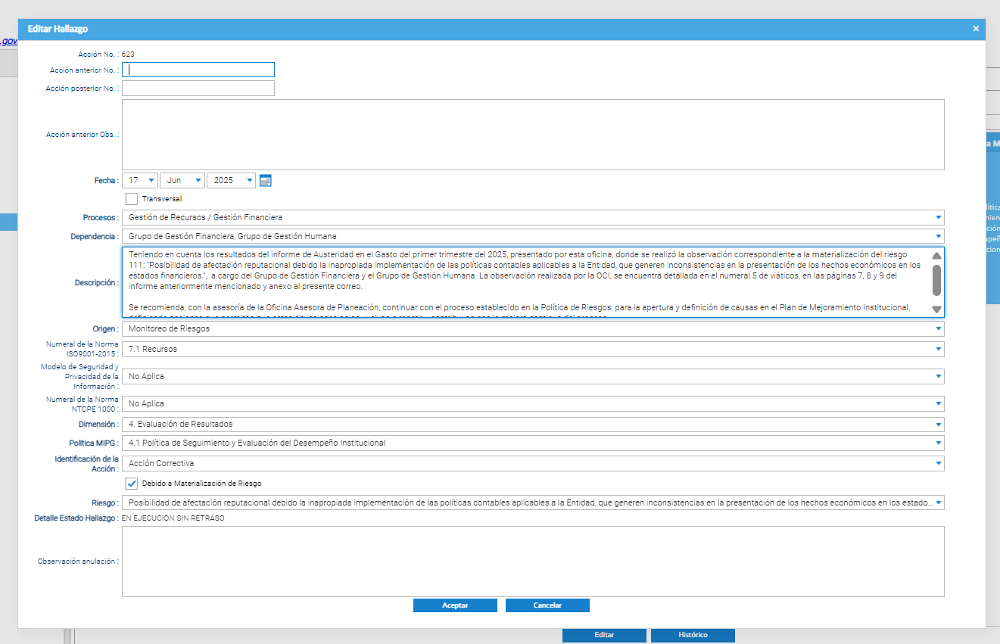 Editar Hallazgo
.gov
Acción No. : 623
Acción anterior No. :
Acción posterior No. :
Acción anterior Obs. :
Fecha : 17 Jun 2025
Transversal
Procesos : Gestión de Recursos / Gestión Financiera
Dependencia : Grupo de Gestión Financiera, Grupo de Gestión Humana
Descripción :
Teniendo en cuenta los resultados del informe de Austeridad en el Gasto del primer trimestre del 2025, presentado por esta oficina, donde se realizó la observación correspondiente a la materialización del riesgo
111: "Posibilidad de afectación reputacional debido la inapropiada implementación de las políticas contables aplicables a la Entidad, que generen inconsistencias en la presentación de los hechos económicos en los
estados financieros.", a cargo del Grupo de Gestión Financiera y el Grupo de Gestión Humana. La observación realizada por la OCI, se encuentra detallada en el numeral 5 de viáticos, en las páginas 7, 8 y 9 del
informe anteriormente mencionado y anexo al presente correo.
Se recomienda, con la asesoría de la Oficina Asesora de Planeación, continuar con el proceso establecido en la Política de Riesgos, para la apertura y definición de causas en el Plan de Mejoramiento Institucional,
Origen : Monitoreo de Riesgos
Numeral de la Norma
ISO9001-2015 : 7.1 Recursos
Modelo de Seguridad y
Privacidad de la
Información : No Aplica
Numeral de la Norma
NTCPE 1000 : No Aplica
Dimensión : 4. Evaluación de Resultados
Política MIPG : 4.1 Política de Seguimiento y Evaluación del Desempeño Institucional
Identificación de la
Acción : Acción Correctiva
Debido a Materialización de Riesgo
Riesgo : Posibilidad de afectación reputacional debido la inapropiada implementación de las políticas contables aplicables a la Entidad, que generen inconsistencias en la presentación de los hechos económicos en los estado...
Detalle Estado Hallazgo : EN EJECUCION SIN RETRASO
Observación anulación :
Aceptar Cancelar
Editar Histórico